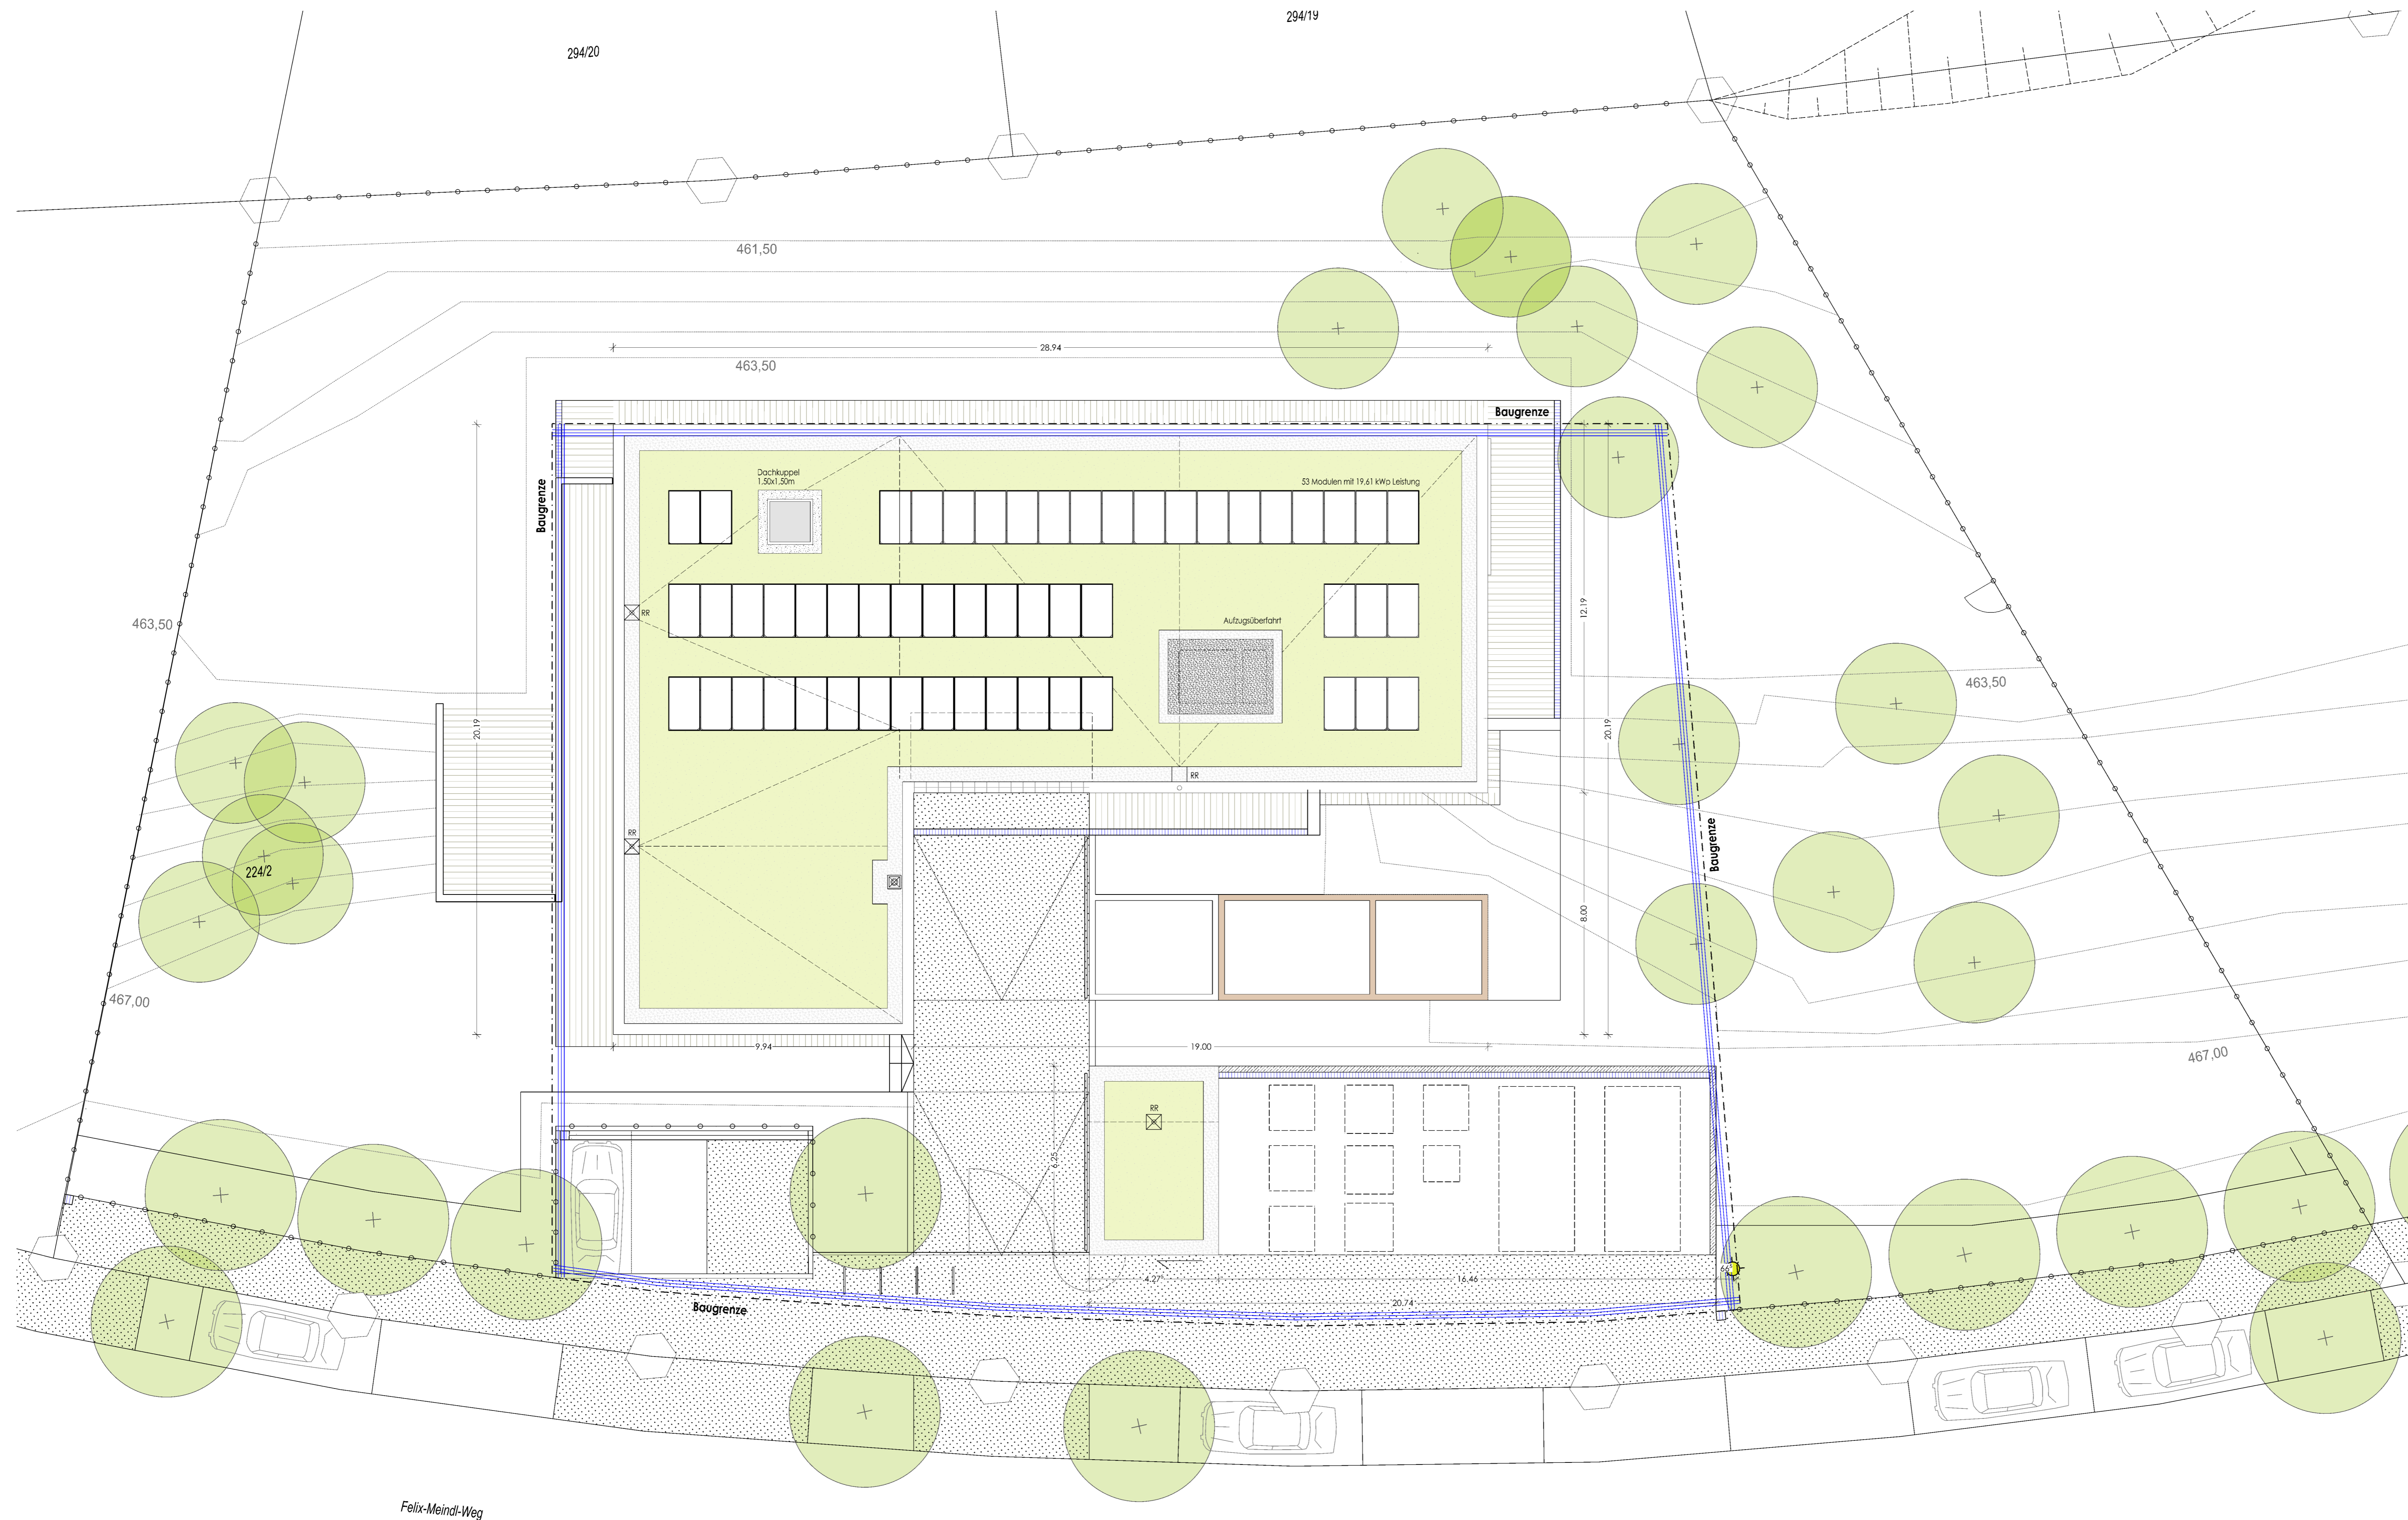 294/19
294/20
461,50
28.94
463,50
Baugrenze
Dachkuppel
1.50x1.50m
53 Modulen mit 19.61 kWp Leistung
Baugrenze
RR
12.19
Aufzugsüberfahrt
463,50
463,50
20.19
20.19
RR
RR
Baugrenze
224/2
8.00
467,00
9.94
19.00
467,00
RR
6.25
4.27
16.46
20.74
Baugrenze
Felix-Meindl-Weg